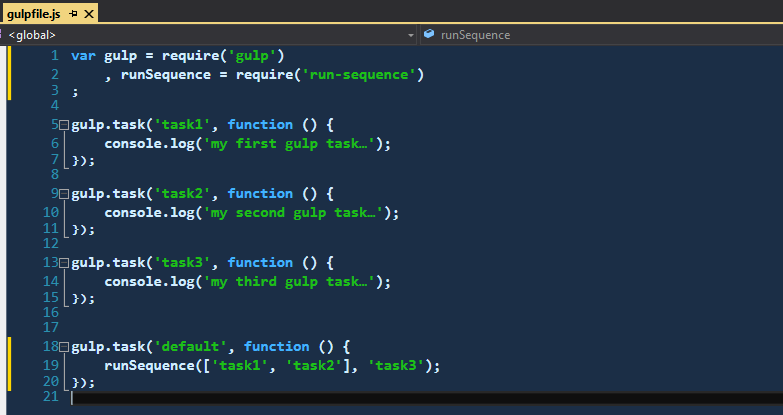 gulpfile.js
<global> runSequence
1 var gulp = require('gulp')
2     , runSequence = require('run-sequence')
3 ;
4
5 gulp.task('task1', function () {
6     console.log('my first gulp task…');
7 });
8
9 gulp.task('task2', function () {
10     console.log('my second gulp task…');
11 });
12
13 gulp.task('task3', function () {
14     console.log('my third gulp task…');
15 });
16
17
18 gulp.task('default', function () {
19     runSequence(['task1', 'task2'], 'task3');
20 });
21